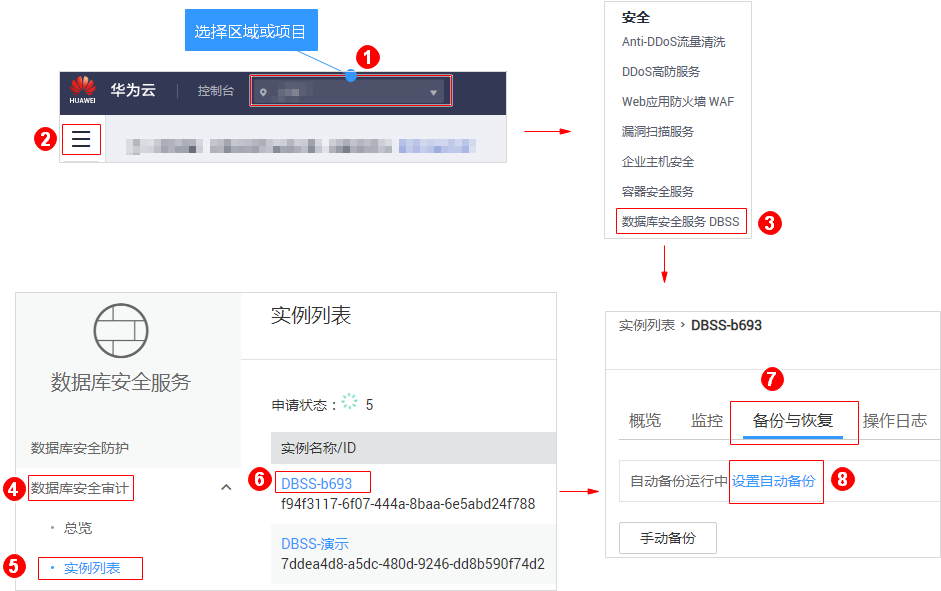 选择区域或项目
1
HUAWEI
华为云
控制台
2
安全
Anti-DDoS流量清洗
DDoS高防服务
Web应用防火墙 WAF
漏洞扫描服务
企业主机安全
容器安全服务
数据库安全服务 DBSS
3
数据库安全服务
数据库安全防护
4
数据库安全审计
总览
5
实例列表
实例列表
申请状态： 5
实例名称/ID
6
DBSS-b693
f94f3117-6f07-444a-8baa-6e5abd24f788
DBSS-演示
7ddea4d8-a5dc-480d-9246-dd8b590f74d2
实例列表 › DBSS-b693
7
概览 监控 备份与恢复 操作日志
自动备份运行中 设置自动备份
8
手动备份